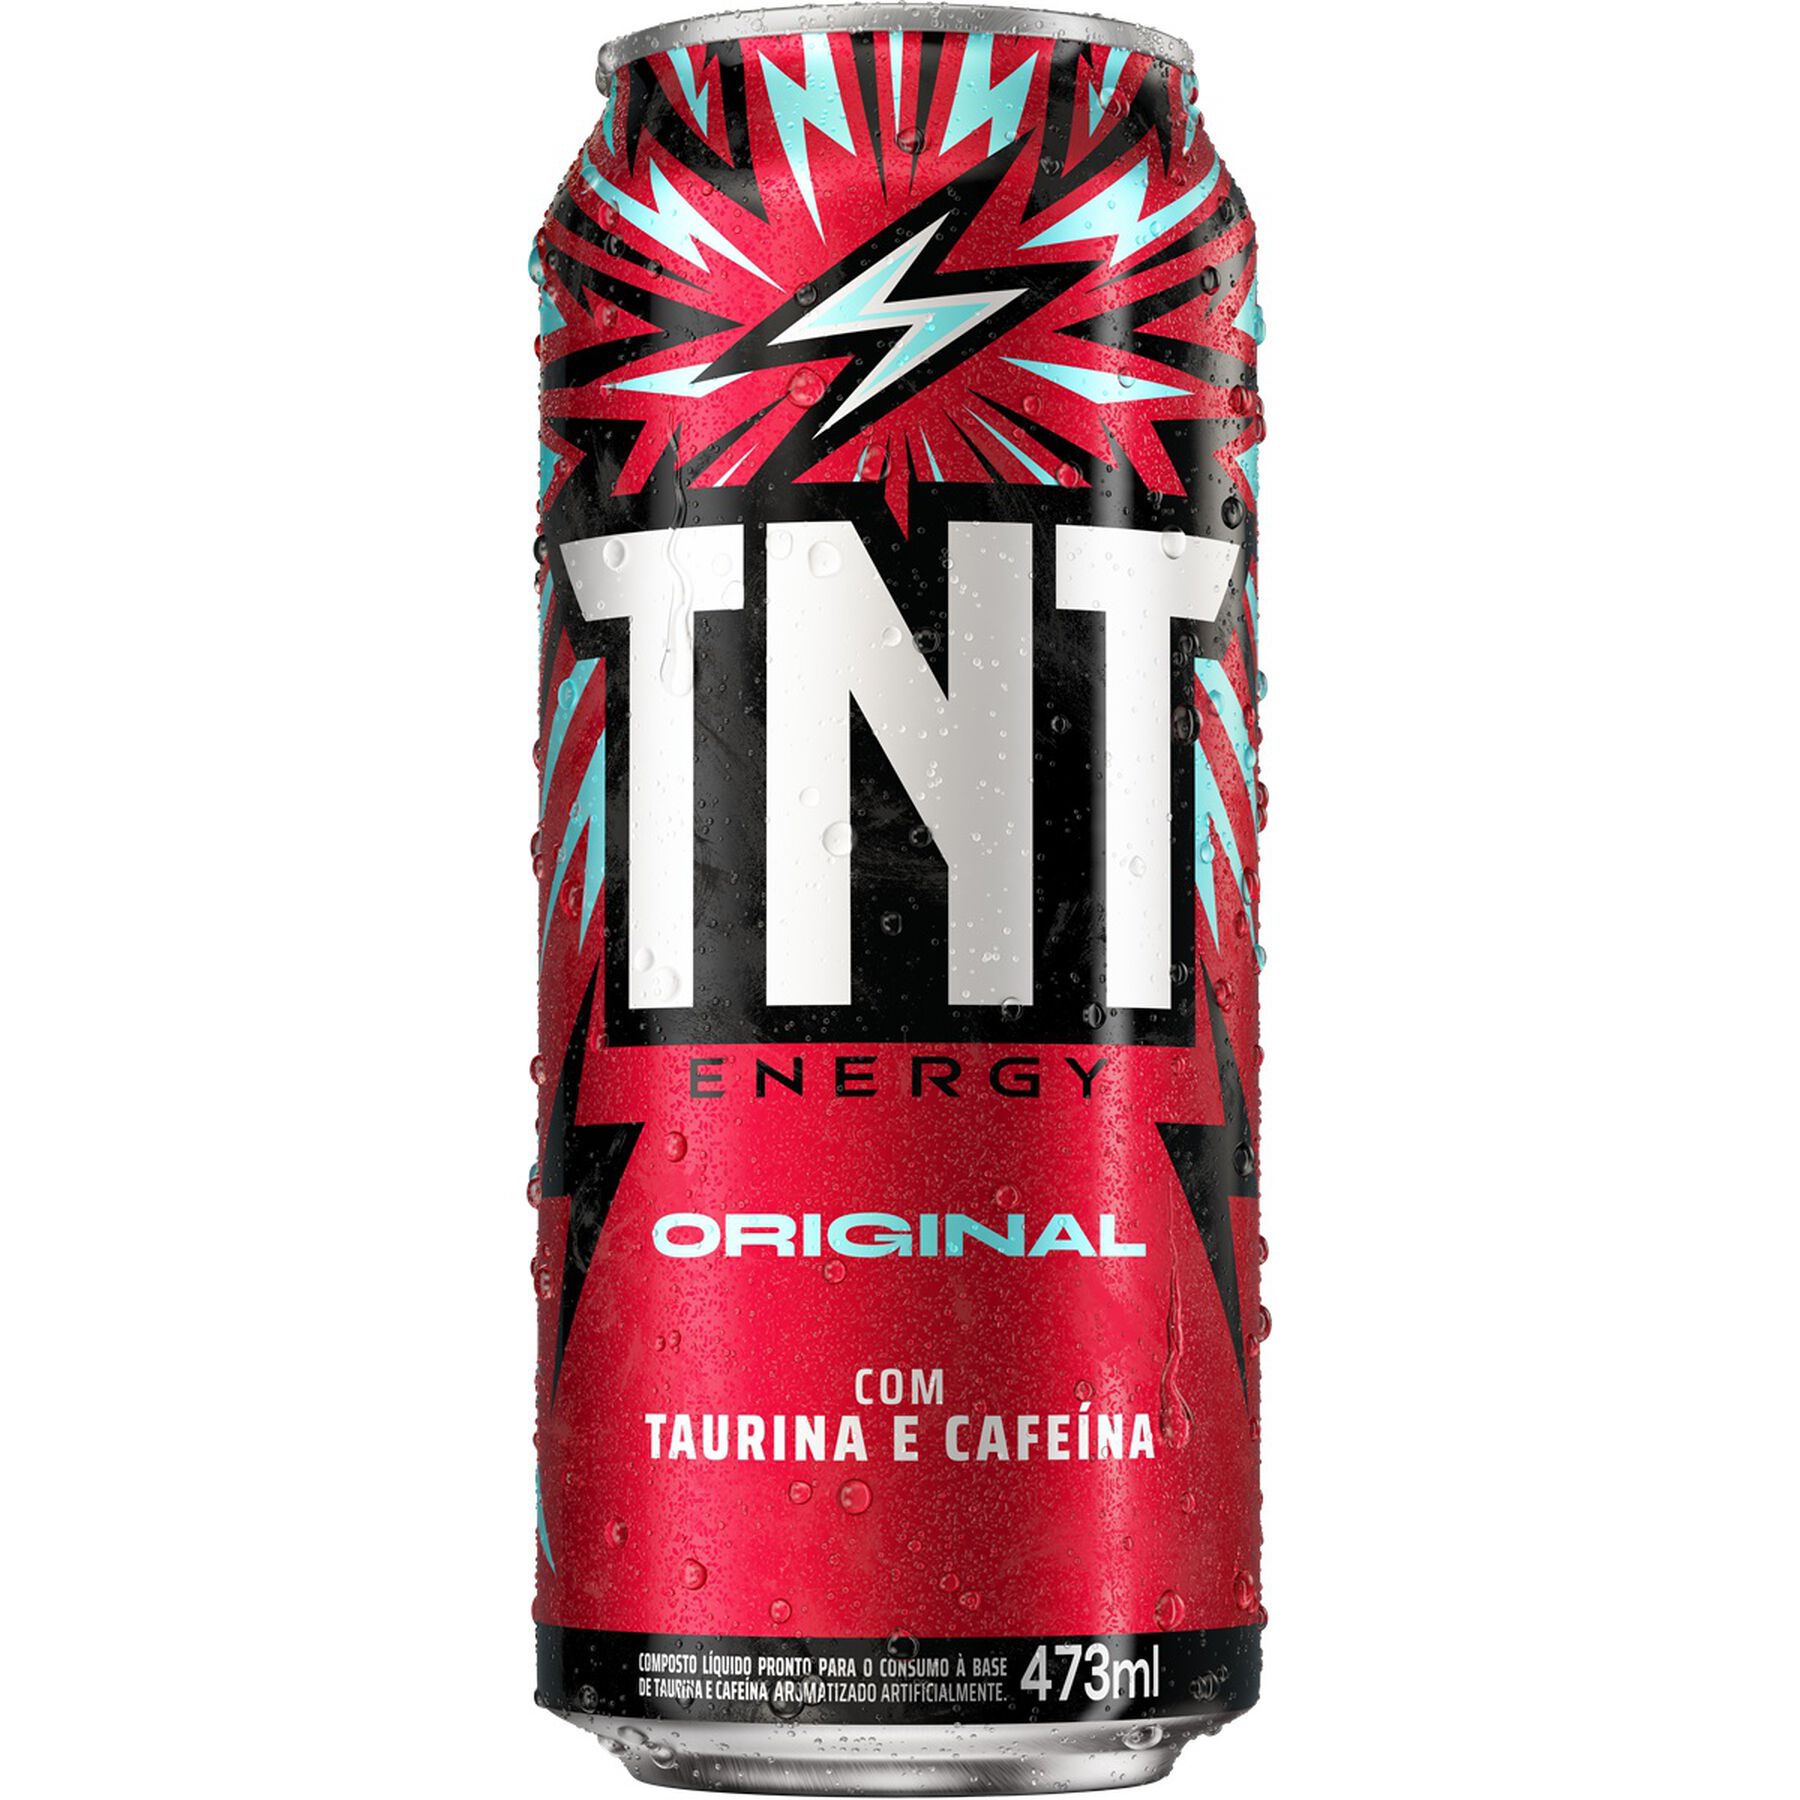 TNT
ENERGY
ORIGINAL
COM
TAURINA E CAFEÍNA
COMPOSTO LÍQUIDO PRONTO PARA O CONSUMO À BASE
DE TAURINA E CAFEÍNA AROMATIZADO ARTIFICIALMENTE.
473ml